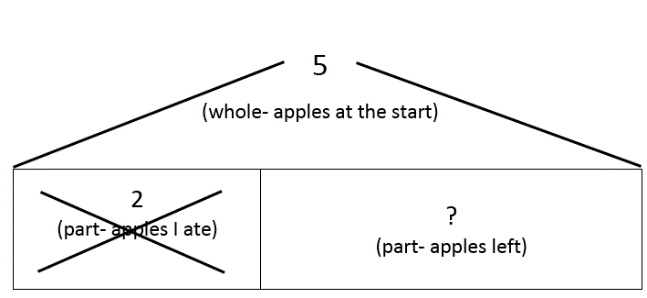 5
(whole- apples at the start)
2
(part- apples I ate)
?
(part- apples left)